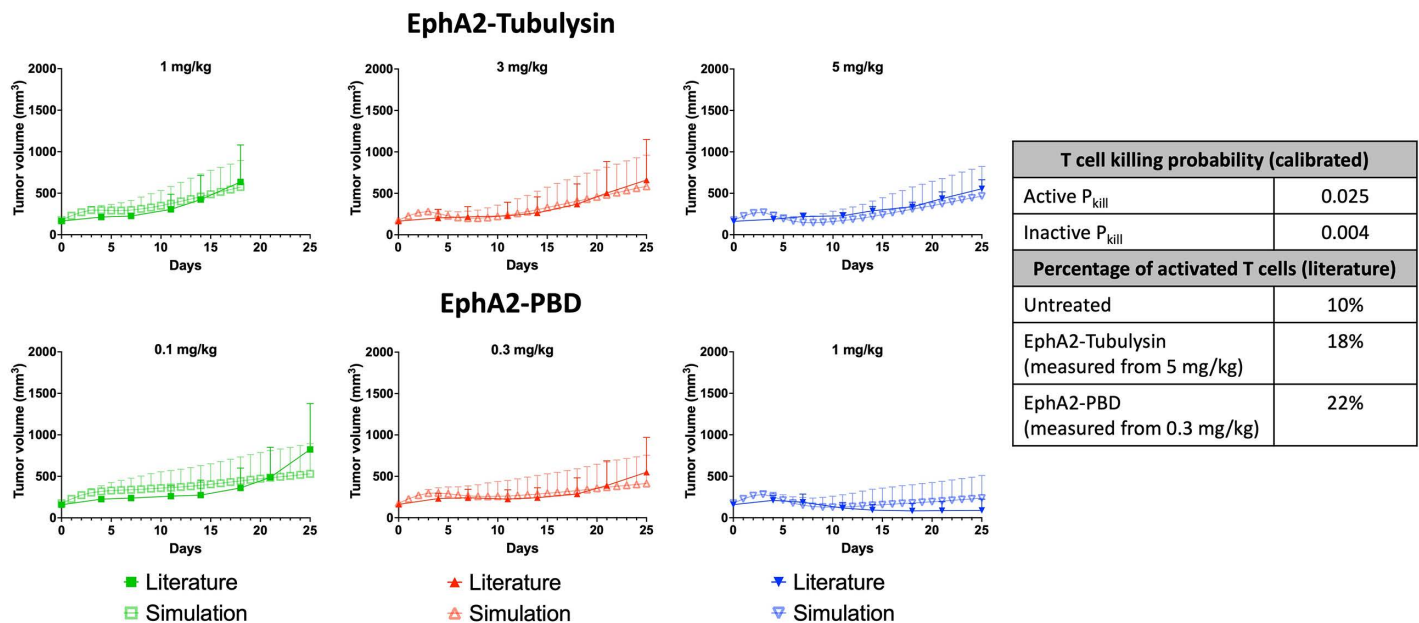 EphA2-Tubulysin
1 mg/kg
2000
1500
1000
500
0
Tumor volume (mm³)
0 5 10 15 20 25
Days
3 mg/kg
2000
1500
1000
500
0
Tumor volume (mm³)
0 5 10 15 20 25
Days
5 mg/kg
2000
1500
1000
500
0
Tumor volume (mm³)
0 5 10 15 20 25
Days
EphA2-PBD
0.1 mg/kg
2000
1500
1000
500
0
Tumor volume (mm³)
0 5 10 15 20 25
Days
0.3 mg/kg
2000
1500
1000
500
0
Tumor volume (mm³)
0 5 10 15 20 25
Days
1 mg/kg
2000
1500
1000
500
0
Tumor volume (mm³)
0 5 10 15 20 25
Days
Literature
Simulation
Literature
Simulation
Literature
Simulation
T cell killing probability (calibrated)
Active Pkill 0.025
Inactive Pkill 0.004
Percentage of activated T cells (literature)
Untreated 10%
EphA2-Tubulysin 18%
(measured from 5 mg/kg)
EphA2-PBD 22%
(measured from 0.3 mg/kg)